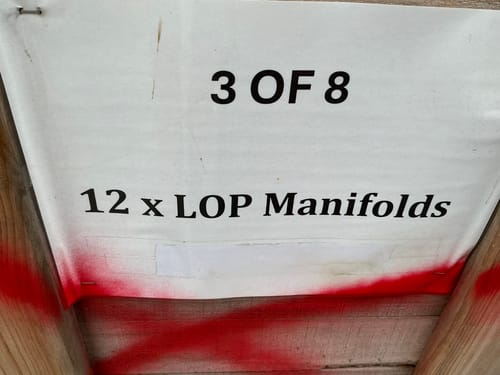 3 OF 8
12 x LOP Manifolds